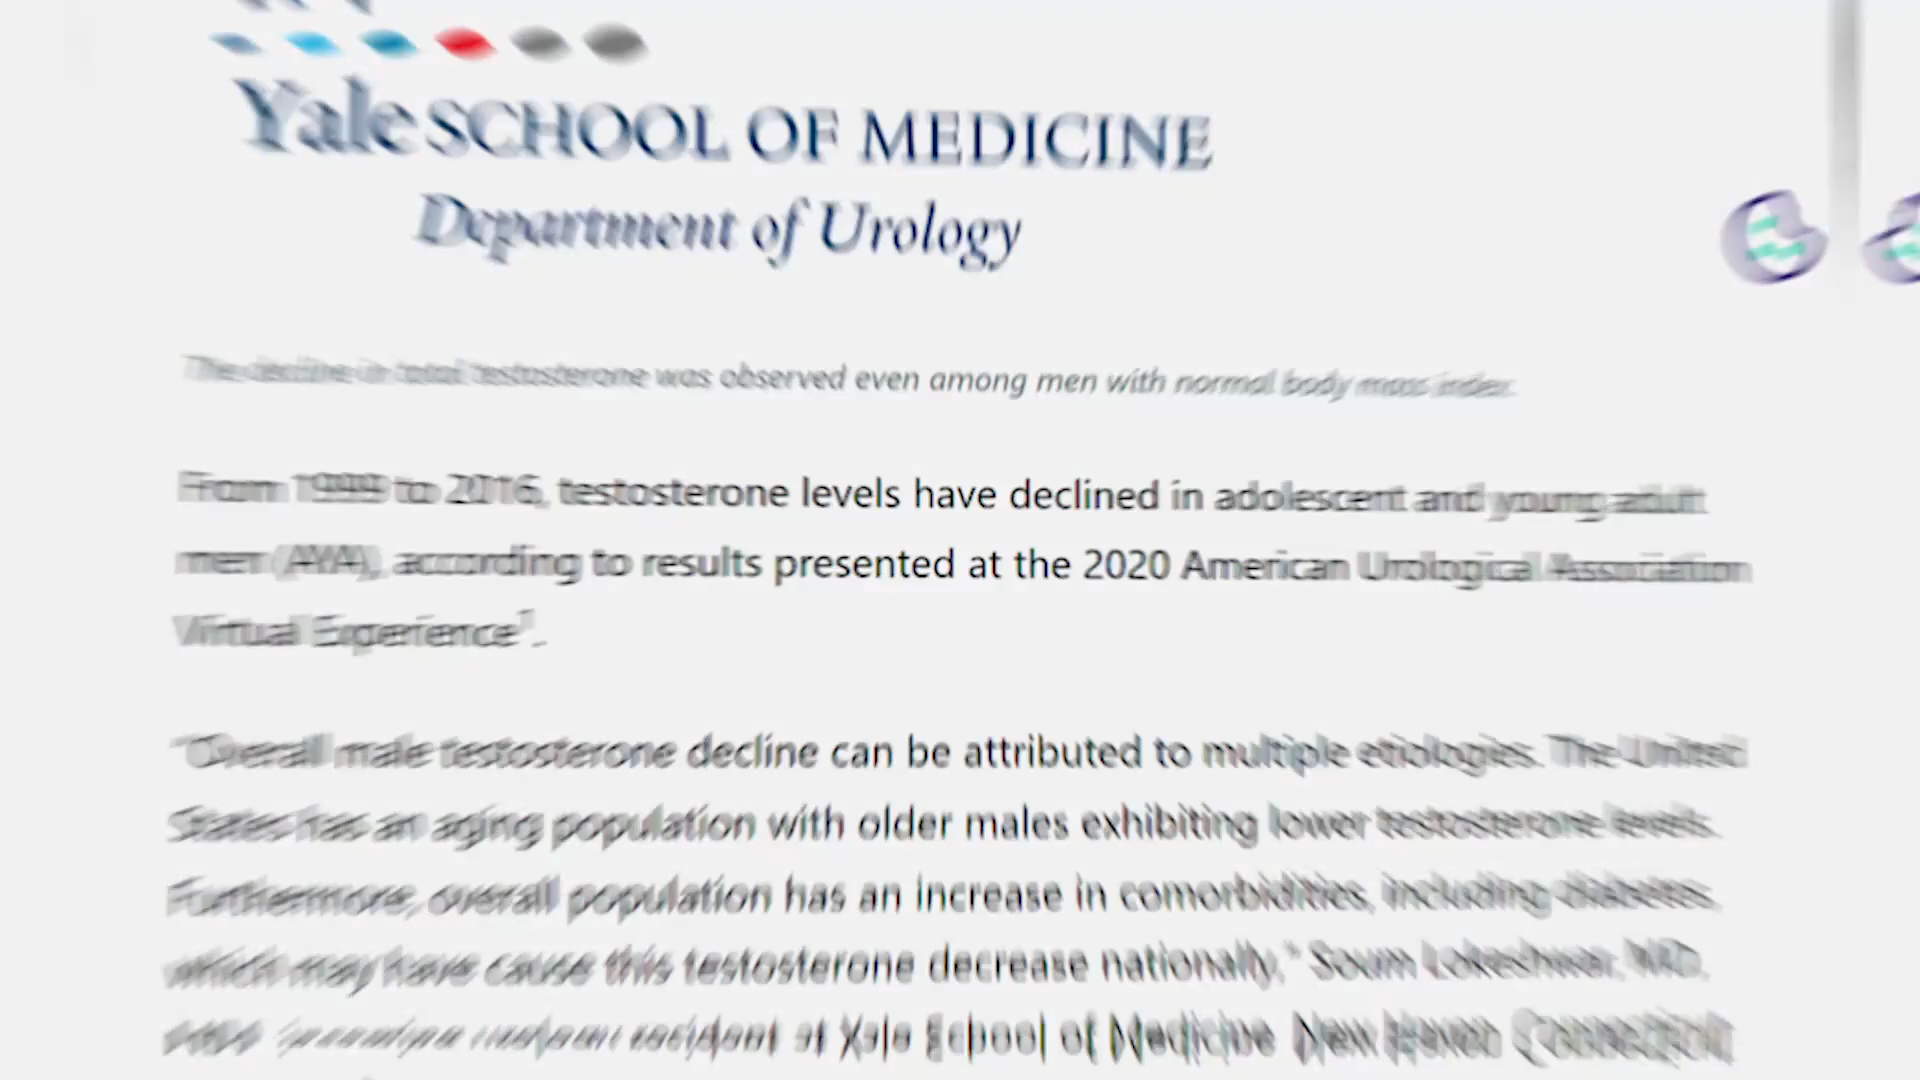 Yale SCHOOL OF MEDICINE
Department of Urology
The decline in total testosterone was observed even among men with normal body mass index.
From 1999 to 2016, testosterone levels have declined in adolescent and young adult
men (AYA), according to results presented at the 2020 American Urological Association
Virtual Experience¹.
"Overall male testosterone decline can be attributed to multiple etiologies. The United
States has an aging population with older males exhibiting lower testosterone levels.
Furthermore, overall population has an increase in comorbidities, including diabetes,
which may have cause this testosterone decrease nationally," Soum Lokeshwar, MD,
resident at Yale School of Medicine New Haven Connecticut